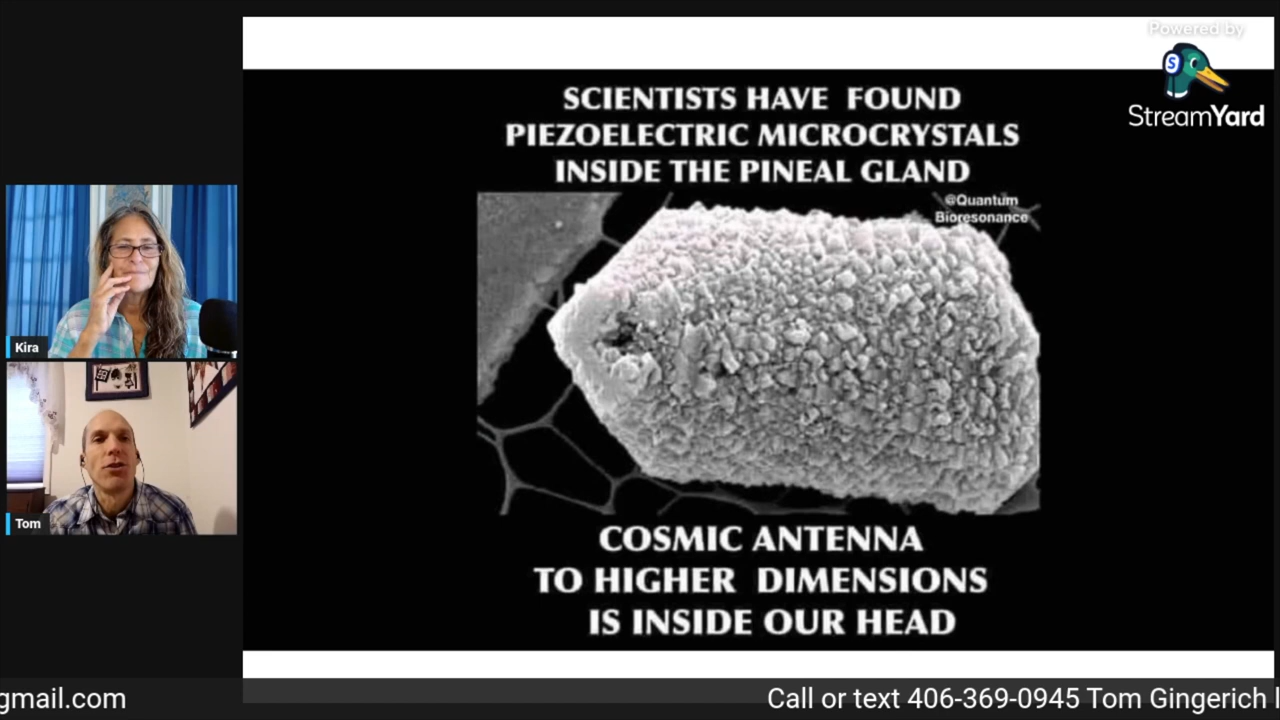 Powered by
StreamYard
SCIENTISTS HAVE FOUND
PIEZOELECTRIC MICROCRYSTALS
INSIDE THE PINEAL GLAND
@Quantum
Bioresonance
COSMIC ANTENNA
TO HIGHER DIMENSIONS
IS INSIDE OUR HEAD
Kira
Tom
gmail.com
Call or text 406-369-0945 Tom Gingerich